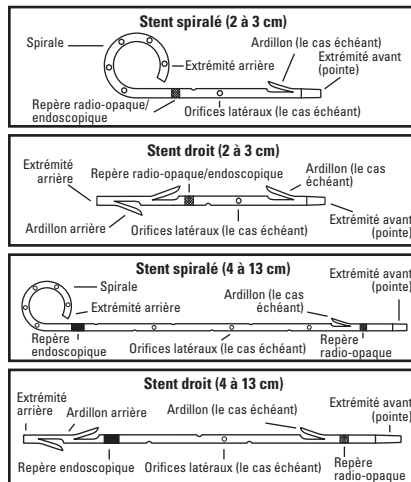 Stent spiralé (2 à 3 cm)
Spirale
Ardillon (le cas échéant)
Extrémité avant
(pointe)
Extrémité arrière
Repère radio-opaque/
endoscopique
Orifices latéraux (le cas échéant)
Stent droit (2 à 3 cm)
Extrémité
arrière
Repère radio-opaque/endoscopique
Ardillon (le cas
échéant)
Ardillon arrière
Orifices latéraux (le cas échéant)
Extrémité avant
(pointe)
Stent spiralé (4 à 13 cm)
Spirale
Extrémité arrière
Ardillon (le cas
échéant)
Extrémité avant
(pointe)
Repère
endoscopique
Orifices latéraux (le cas échéant)
Repère
radio-opaque
Stent droit (4 à 13 cm)
Extrémité
arrière
Ardillon arrière
Ardillon (le cas échéant)
Extrémité avant
(pointe)
Repère endoscopique
Orifices latéraux (le cas échéant)
Repère
radio-opaque